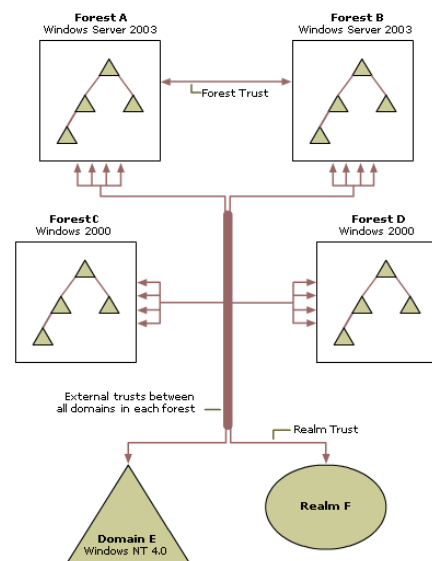 Forest A
Windows Server 2003
Forest B
Windows Server 2003
Forest Trust
Forest C
Windows 2000
Forest D
Windows 2000
External trusts between
all domains in each forest
Realm Trust
Domain E
Windows NT 4.0
Realm F